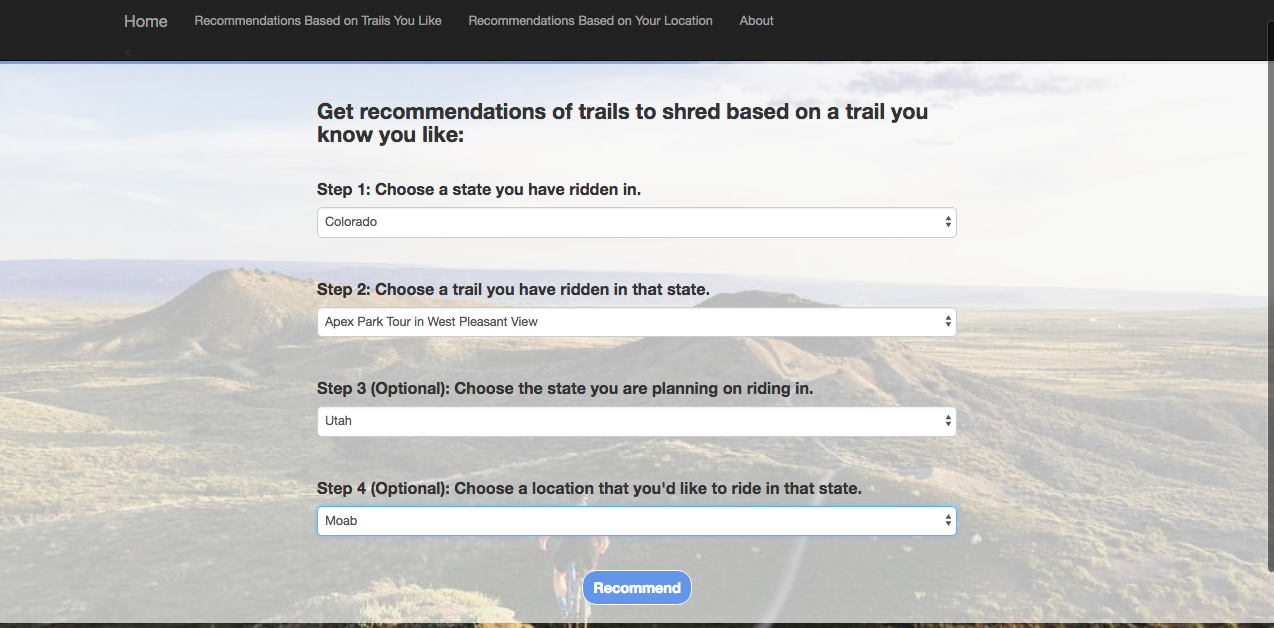 Home Recommendations Based on Trails You Like Recommendations Based on Your Location About
<
Get recommendations of trails to shred based on a trail you
know you like:
Step 1: Choose a state you have ridden in.
Colorado
Step 2: Choose a trail you have ridden in that state.
Apex Park Tour in West Pleasant View
Step 3 (Optional): Choose the state you are planning on riding in.
Utah
Step 4 (Optional): Choose a location that you'd like to ride in that state.
Moab
Recommend